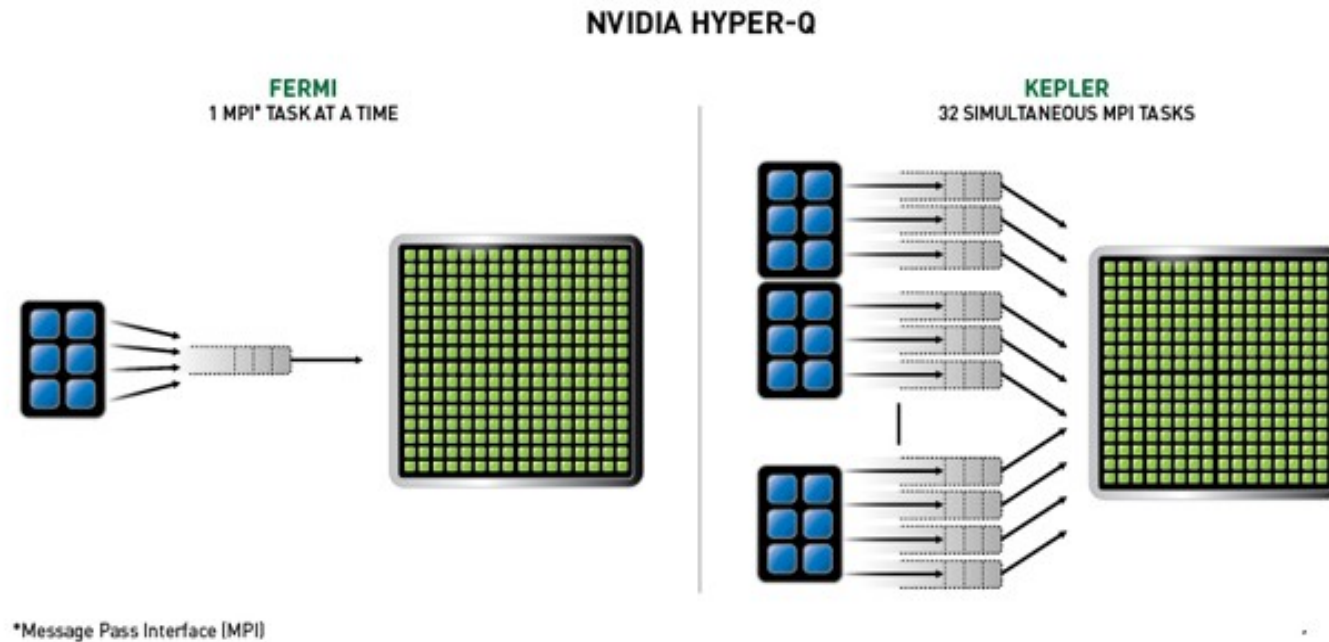 NVIDIA HYPER-Q
FERMI
1 MPI* TASK AT A TIME
KEPLER
32 SIMULTANEOUS MPI TASKS
*Message Pass Interface (MPI)